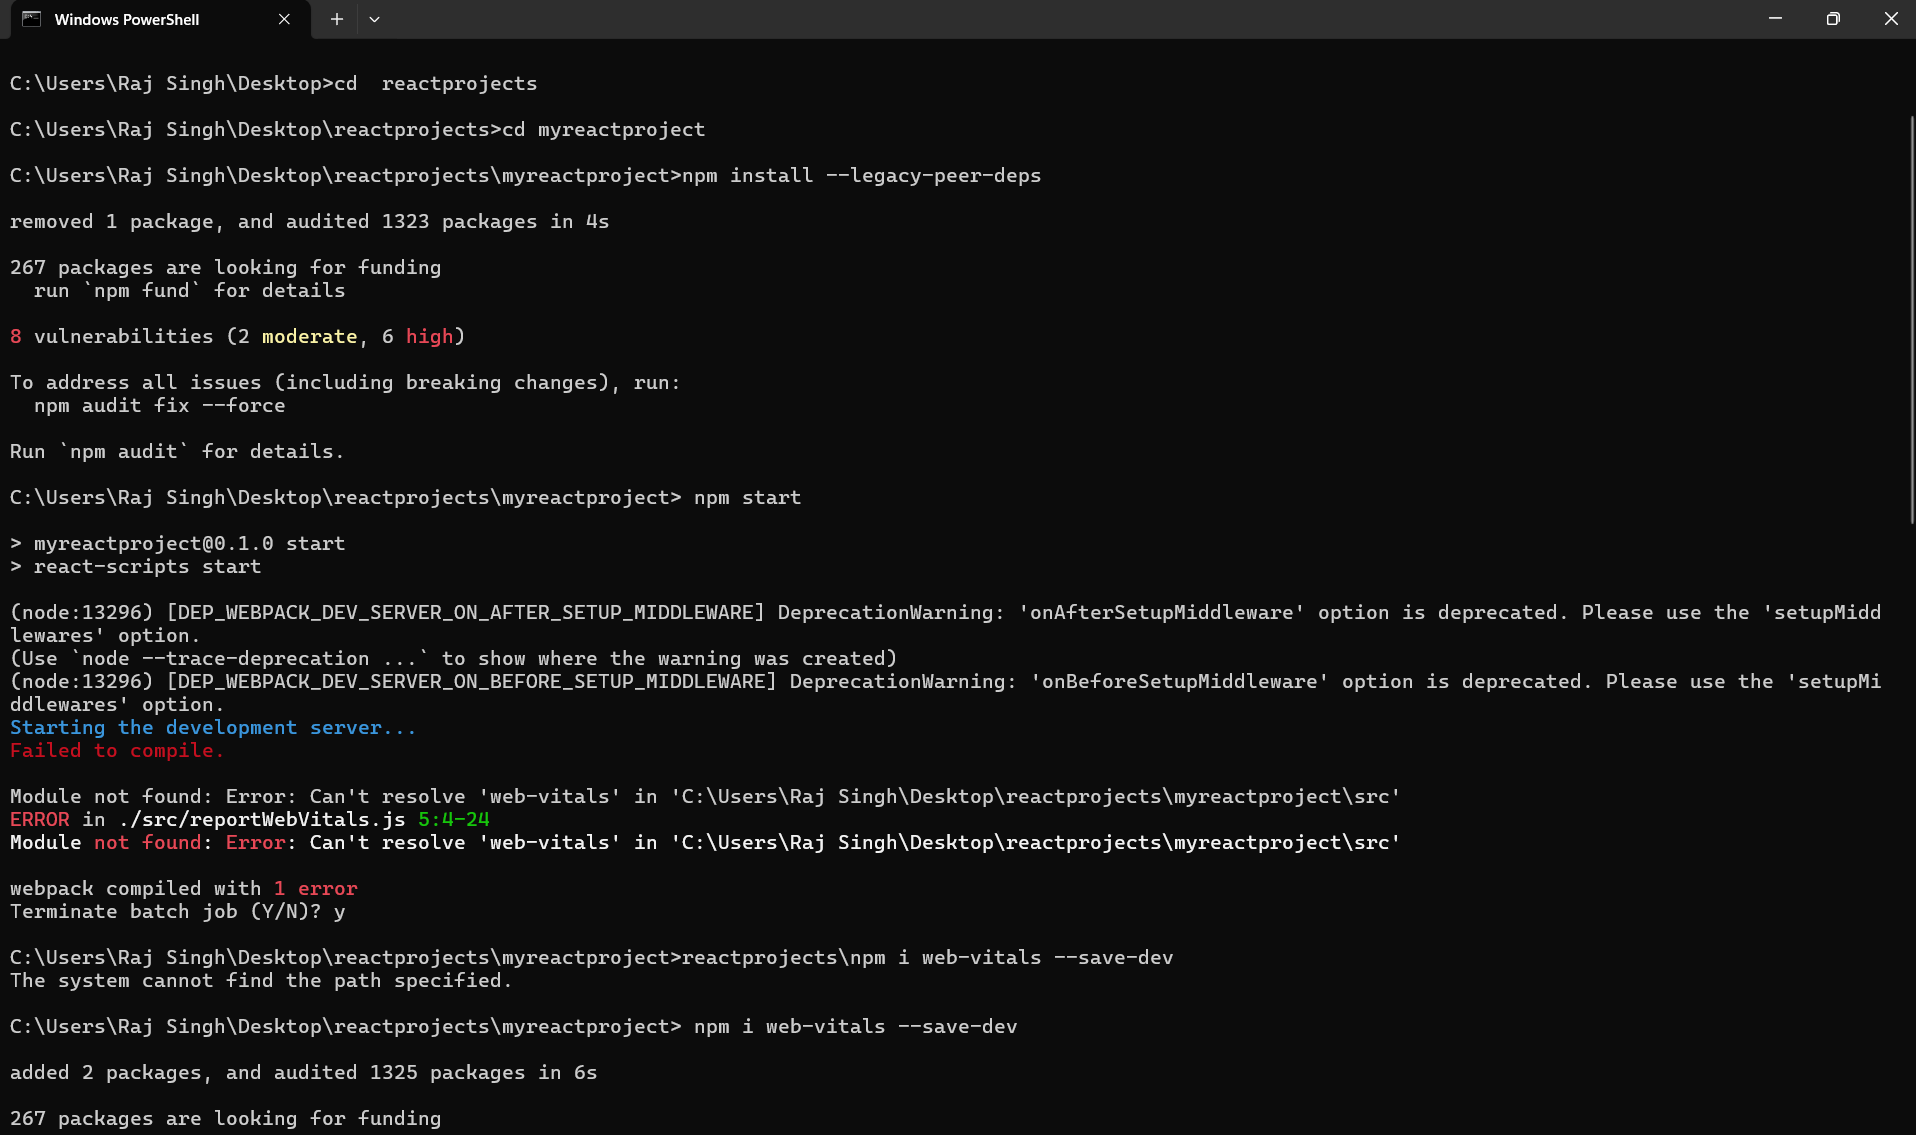 Windows PowerShell
C:\Users\Raj Singh\Desktop>cd  reactprojects
C:\Users\Raj Singh\Desktop\reactprojects>cd myreactproject
C:\Users\Raj Singh\Desktop\reactprojects\myreactproject>npm install --legacy-peer-deps
removed 1 package, and audited 1323 packages in 4s
267 packages are looking for funding
  run `npm fund` for details
8 vulnerabilities (2 moderate, 6 high)
To address all issues (including breaking changes), run:
  npm audit fix --force
Run `npm audit` for details.
C:\Users\Raj Singh\Desktop\reactprojects\myreactproject> npm start
> myreactproject@0.1.0 start
> react-scripts start
(node:13296) [DEP_WEBPACK_DEV_SERVER_ON_AFTER_SETUP_MIDDLEWARE] DeprecationWarning: 'onAfterSetupMiddleware' option is deprecated. Please use the 'setupMidd
lewares' option.
(Use `node --trace-deprecation ...` to show where the warning was created)
(node:13296) [DEP_WEBPACK_DEV_SERVER_ON_BEFORE_SETUP_MIDDLEWARE] DeprecationWarning: 'onBeforeSetupMiddleware' option is deprecated. Please use the 'setupMi
ddlewares' option.
Starting the development server...
Failed to compile.
Module not found: Error: Can't resolve 'web-vitals' in 'C:\Users\Raj Singh\Desktop\reactprojects\myreactproject\src'
ERROR in ./src/reportWebVitals.js 5:4-24
Module not found: Error: Can't resolve 'web-vitals' in 'C:\Users\Raj Singh\Desktop\reactprojects\myreactproject\src'
webpack compiled with 1 error
Terminate batch job (Y/N)? y
C:\Users\Raj Singh\Desktop\reactprojects\myreactproject>reactprojects\npm i web-vitals --save-dev
The system cannot find the path specified.
C:\Users\Raj Singh\Desktop\reactprojects\myreactproject> npm i web-vitals --save-dev
added 2 packages, and audited 1325 packages in 6s
267 packages are looking for funding